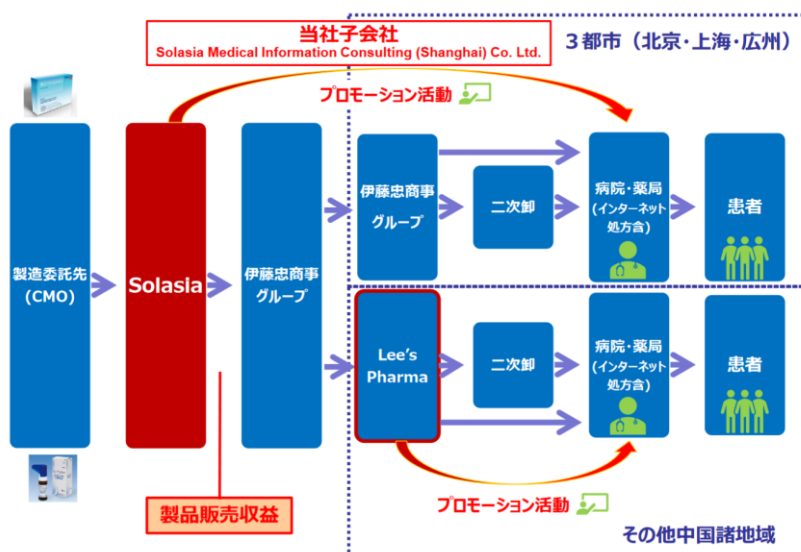 当社子会社
Solasia Medical Information Consulting (Shanghai) Co. Ltd.
3都市（北京・上海・広州）
プロモーション活動
製造委託先
(CMO)
Solasia
伊藤忠商事
グループ
伊藤忠商事
グループ
二次卸
病院・薬局
(インターネット
処方含)
患者
Lee's
Pharma
二次卸
病院・薬局
(インターネット
処方含)
患者
製品販売収益
プロモーション活動
その他中国諸地域